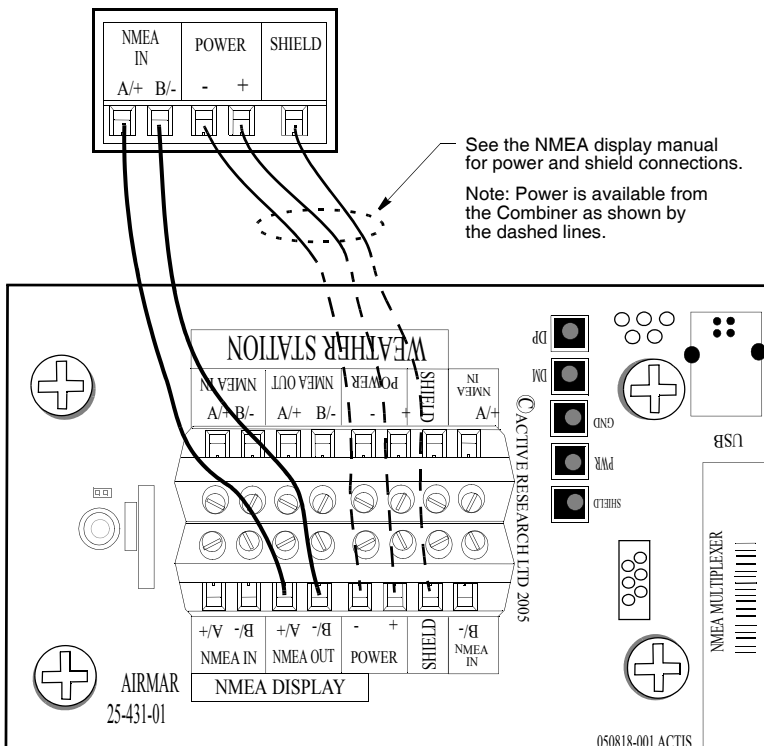 NMEA
IN
POWER
SHIELD
A/+ B/-
- +
See the NMEA display manual
for power and shield connections.
Note: Power is available from
the Combiner as shown by
the dashed lines.
WEATHER STATION
NMEA IN
NMEA OUT
POWER
SHIELD
NMEA
IN
A/+ B/-
A/+ B/-
- +
A/+
DP
DM
GND
PWR
SHIELD
USB
©ACTIVE RESEARCH LTD 2005
NMEA MULTIPLEXER
A/+ B/-
A/+ B/-
- +
SHIELD
B/-
NMEA IN
NMEA OUT
POWER
NMEA
IN
AIRMAR
NMEA DISPLAY
25-431-01
050818-001 ACTIS